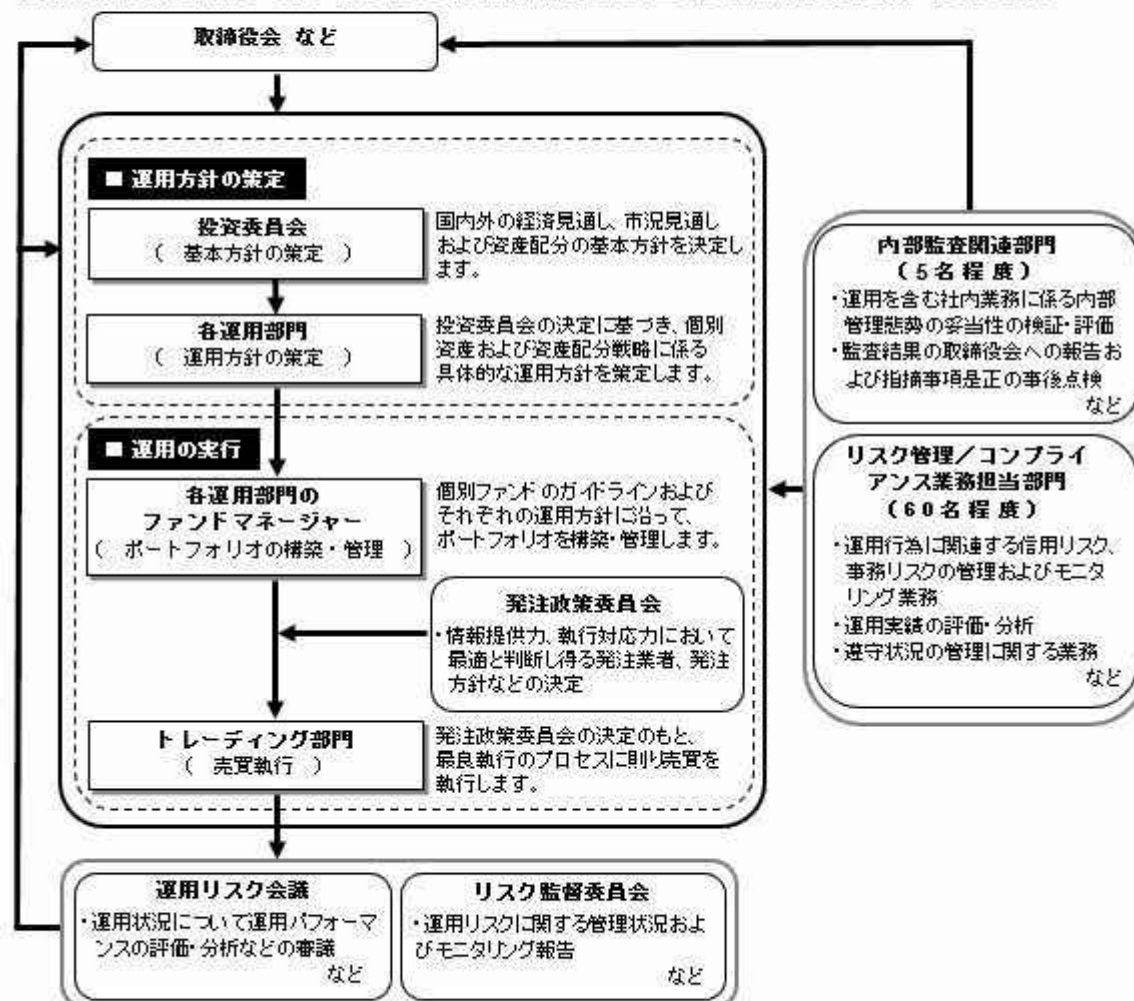 取締役会 など
■ 運用方針の策定
投資委員会
( 基本方針の策定 )
国内外の経済見通し、市況見通し
および資産配分の基本方針を決定し
ます。
各運用部門
( 運用方針の策定 )
投資委員会の決定に基づき、個別
資産および資産配分戦略に係る
具体的な運用方針を策定します。
■ 運用の実行
各運用部門の
ファンドマネージャー
( ポートフォリオの構築・管理 )
個別ファンドのガイドラインおよび
それぞれの運用方針に沿って、
ポートフォリオを構築・管理します。
発注政策委員会
・情報提供力、執行対応力において
最適と判断し得る発注業者、発注
方針などの決定
トレーディング部門
( 売買執行 )
発注政策委員会の決定のもと、
最良執行のプロセスに則り売買を
執行します。
運用リスク会議
・運用状況について運用パフォーマ
ンスの評価・分析などの審議
など
リスク監督委員会
・運用リスクに関する管理状況およ
びモニタリング報告
など
内部監査関連部門
(5名程度)
・運用を含む社内業務に係る内部
管理態勢の妥当性の検証・評価
・監査結果の取締役会への報告お
よび指摘事項是正の事後点検
など
リスク管理/コンプライ
アンス業務担当部門
(60名程度)
・運用行為に関連する信用リスク、
事務リスクの管理およびモニタ
リング業務
・運用実績の評価・分析
・遵守状況の管理に関する業務
など